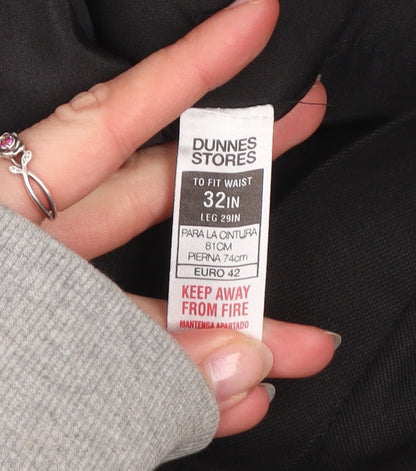 DUNNES
STORES
TO FIT WAIST
32IN
LEG 29IN
PARA LA CINTURA
81CM
PIERNA 74cm
EURO 42
KEEP AWAY
FROM FIRE
MANTENGA APARTADO